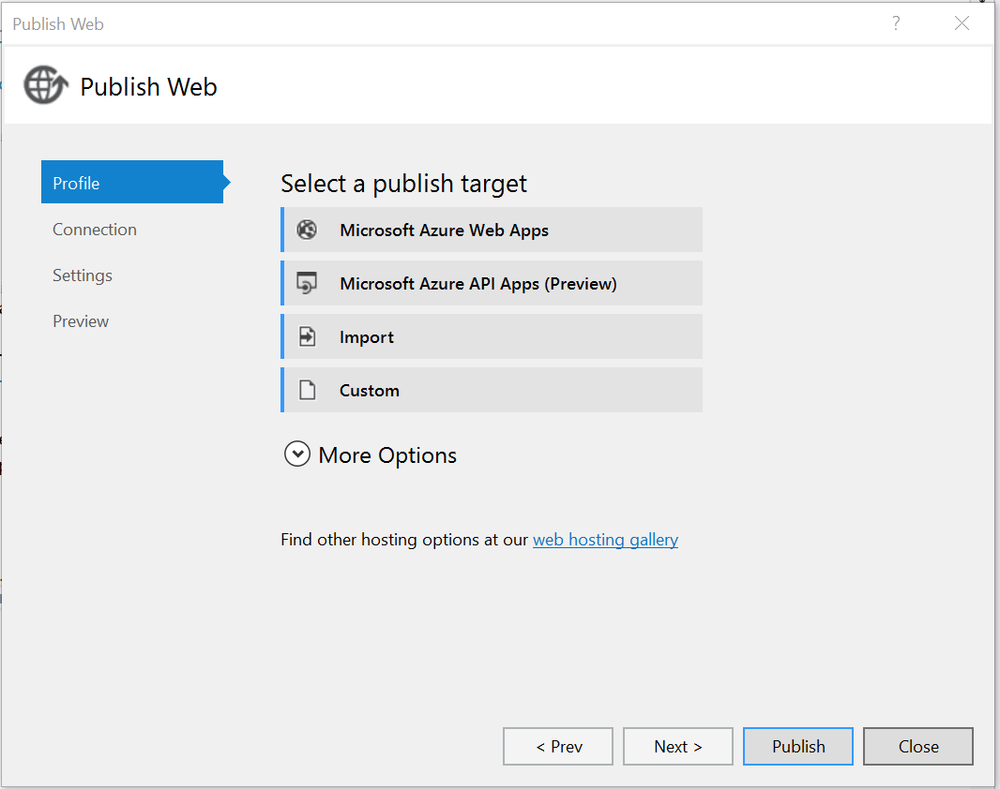 Publish Web
?
Publish Web
Profile
Connection
Settings
Preview
Select a publish target
Microsoft Azure Web Apps
Microsoft Azure API Apps (Preview)
Import
Custom
More Options
Find other hosting options at our web hosting gallery
< Prev
Next >
Publish
Close